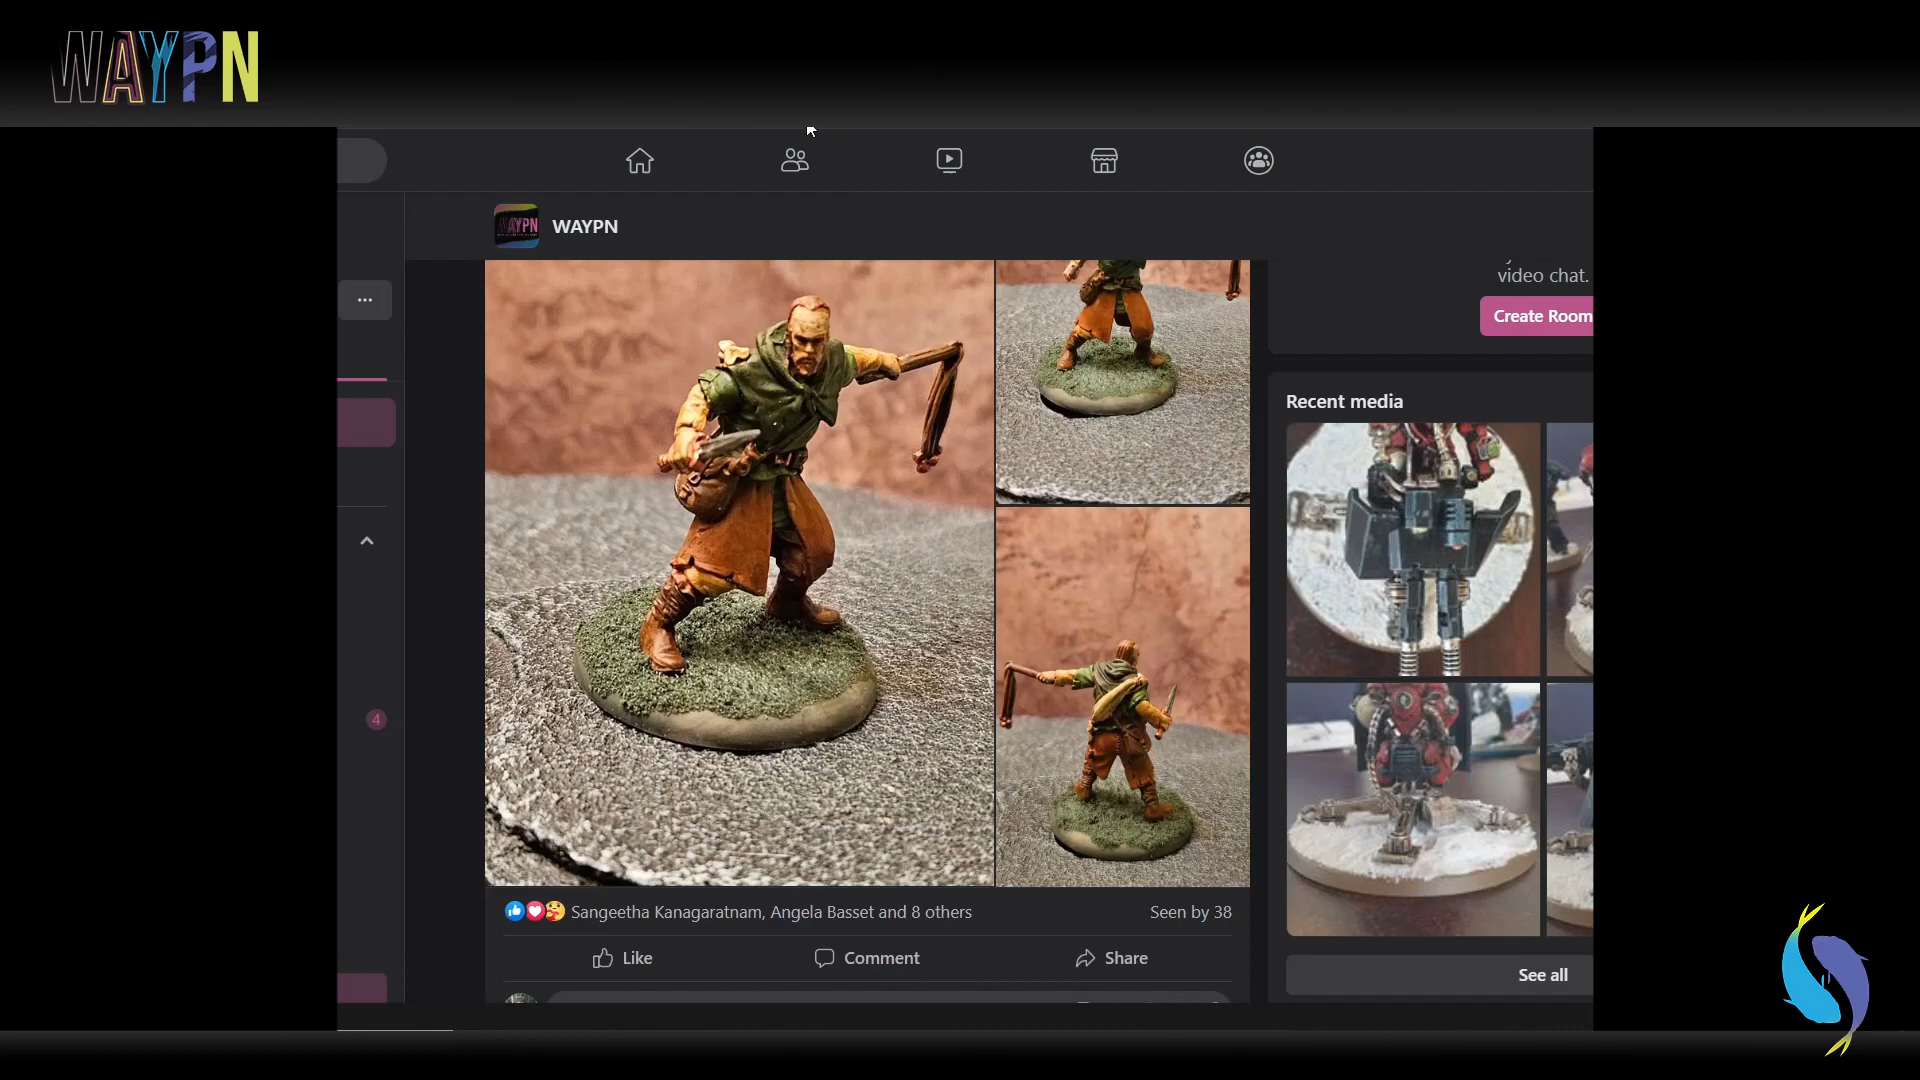 WAYPN
WAYPN
WAYPN
video chat.
Create Room
Recent media
4
Sangeetha Kanagaratnam, Angela Basset and 8 others
Seen by 38
Like
Comment
Share
See all